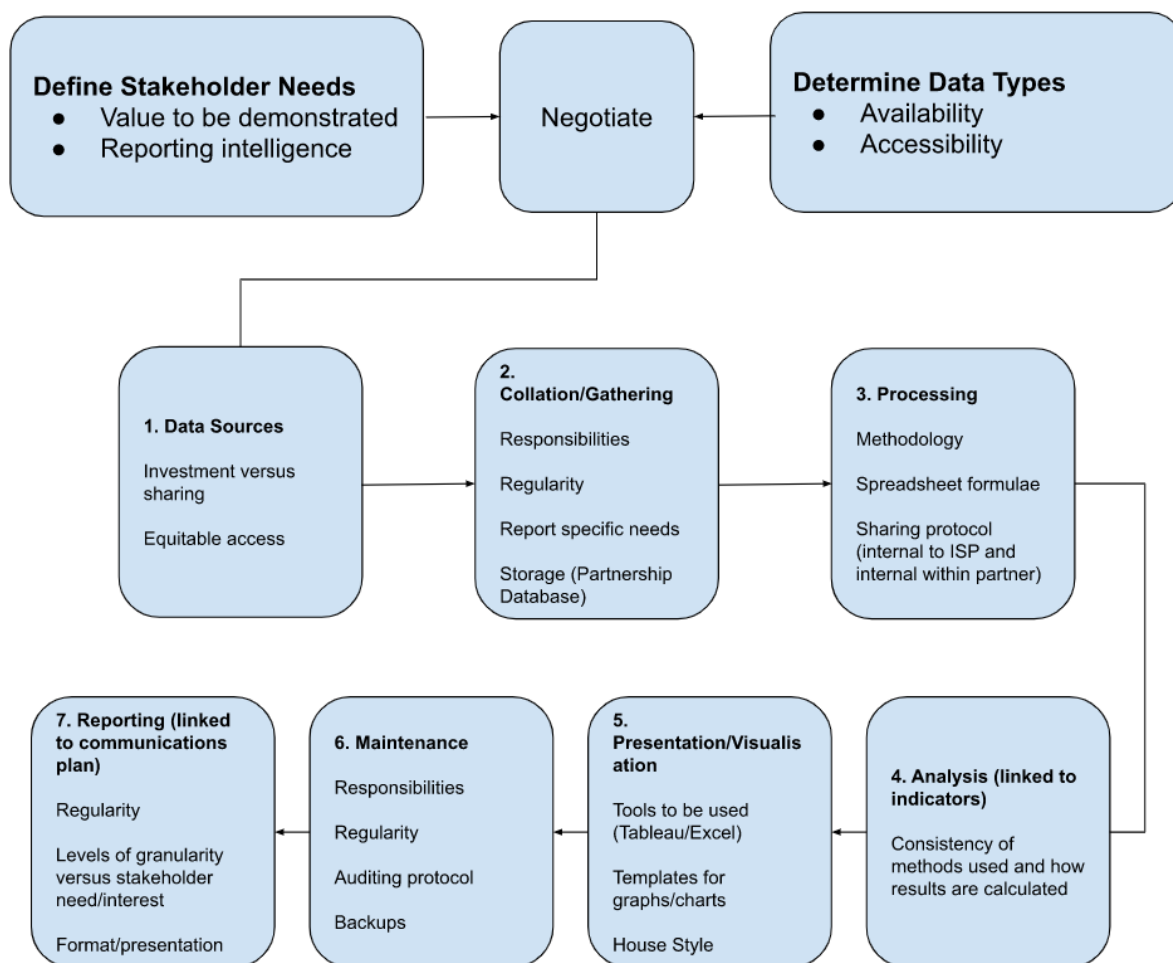 Define Stakeholder Needs
● Value to be demonstrated
● Reporting intelligence
Negotiate
Determine Data Types
● Availability
● Accessibility
1. Data Sources
Investment versus
sharing
Equitable access
2.
Collation/Gathering
Responsibilities
Regularity
Report specific needs
Storage (Partnership
Database)
3. Processing
Methodology
Spreadsheet formulae
Sharing protocol
(internal to ISP and
internal within partner)
4. Analysis (linked to
indicators)
Consistency of
methods used and how
results are calculated
5.
Presentation/Visualis
ation
Tools to be used
(Tableau/Excel)
Templates for
graphs/charts
House Style
6. Maintenance
Responsibilities
Regularity
Auditing protocol
Backups
7. Reporting (linked
to communications
plan)
Regularity
Levels of granularity
versus stakeholder
need/interest
Format/presentation